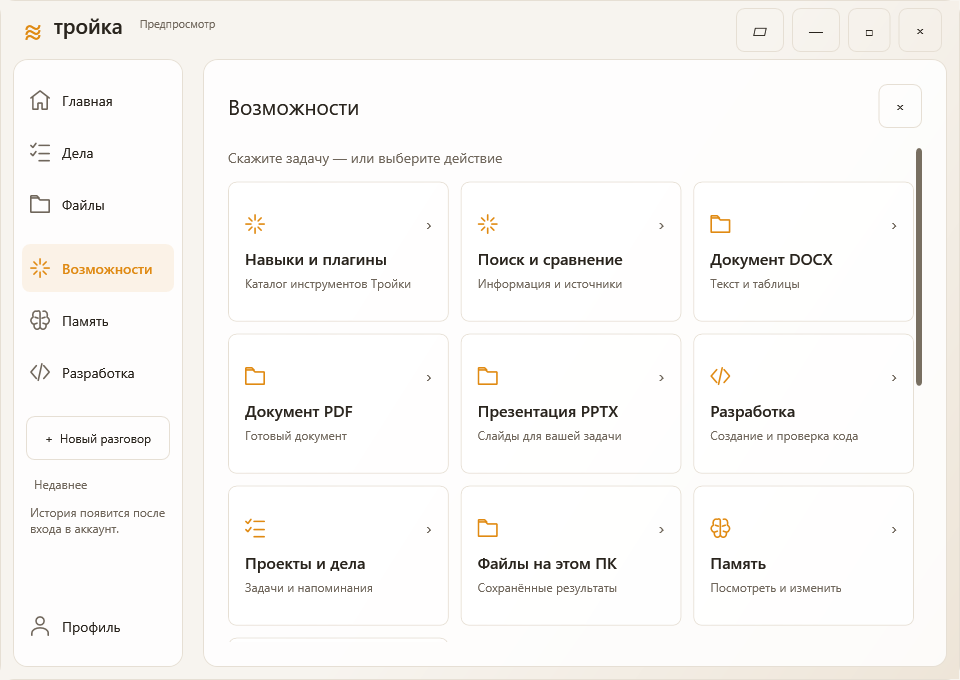 тройка
Предпросмотр
Главная
Дела
Файлы
Возможности
Память
Разработка
+ Новый разговор
Недавнее
История появится после
входа в аккаунт.
Профиль
Возможности
Скажите задачу — или выберите действие
Навыки и плагины
Каталог инструментов Тройки
Поиск и сравнение
Информация и источники
Документ DOCX
Текст и таблицы
Документ PDF
Готовый документ
Презентация PPTX
Слайды для вашей задачи
Разработка
Создание и проверка кода
Проекты и дела
Задачи и напоминания
Файлы на этом ПК
Сохранённые результаты
Память
Посмотреть и изменить